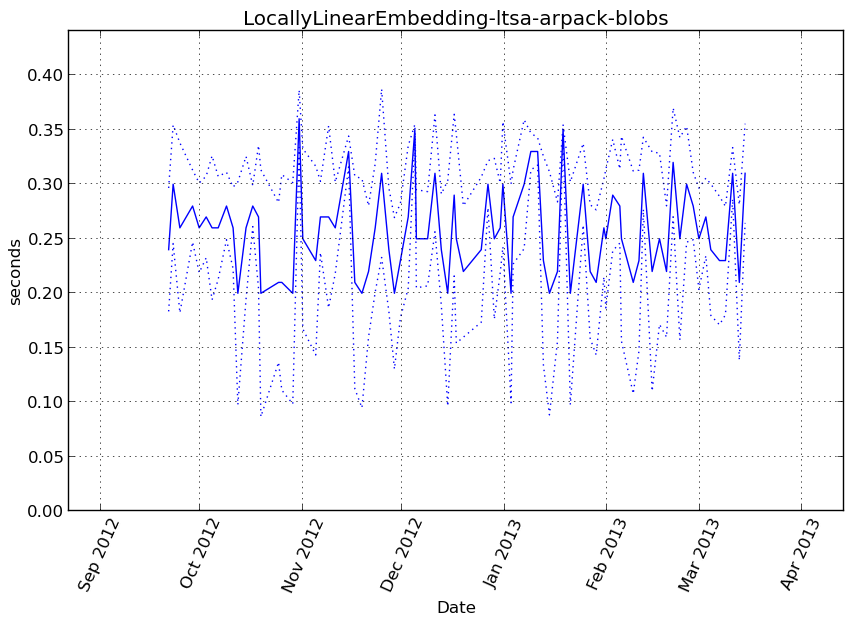 LocallyLinearEmbedding-ltsa-arpack-blobs
0.40
0.35
0.30
0.25
0.20
0.15
0.10
0.05
0.00
seconds
Sep 2012
Oct 2012
Nov 2012
Dec 2012
Jan 2013
Feb 2013
Mar 2013
Apr 2013
Date